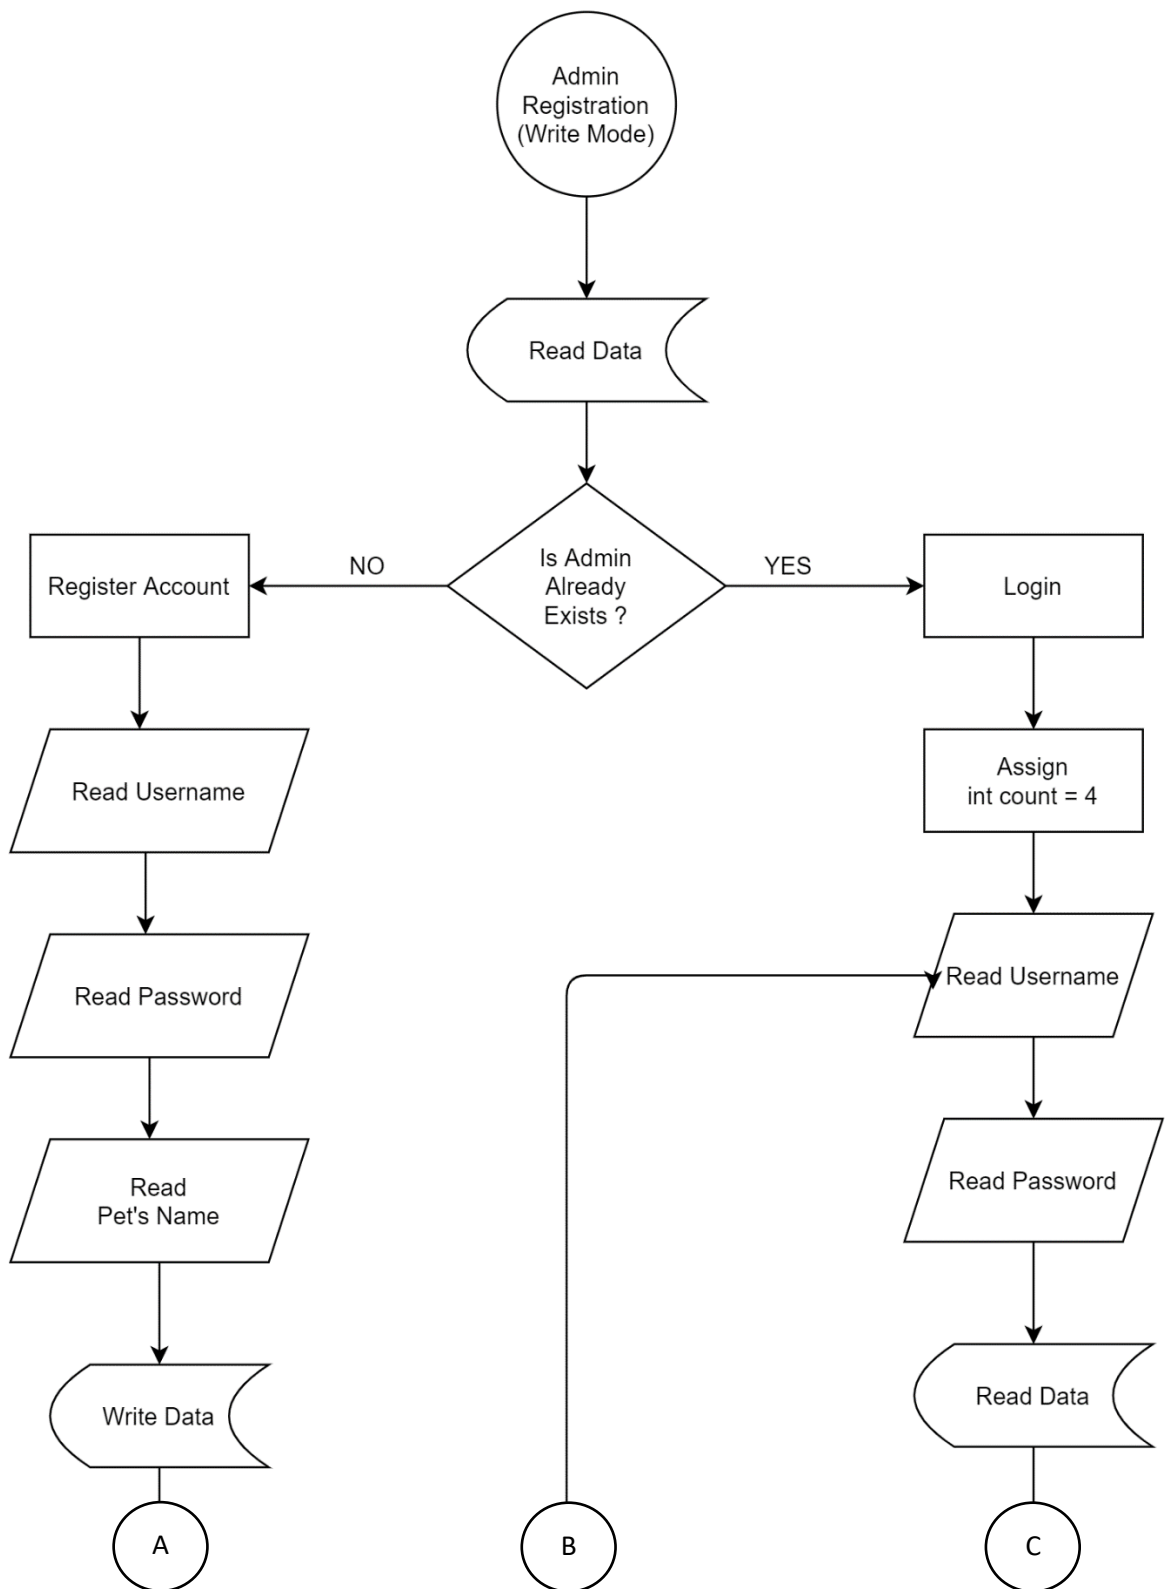 Admin
Registration
(Write Mode)
Read Data
Is Admin
Already
Exists ?
NO
YES
Register Account
Login
Read Username
Assign
int count = 4
Read Password
Read Username
Read
Pet's Name
Read Password
Write Data
Read Data
A
B
C